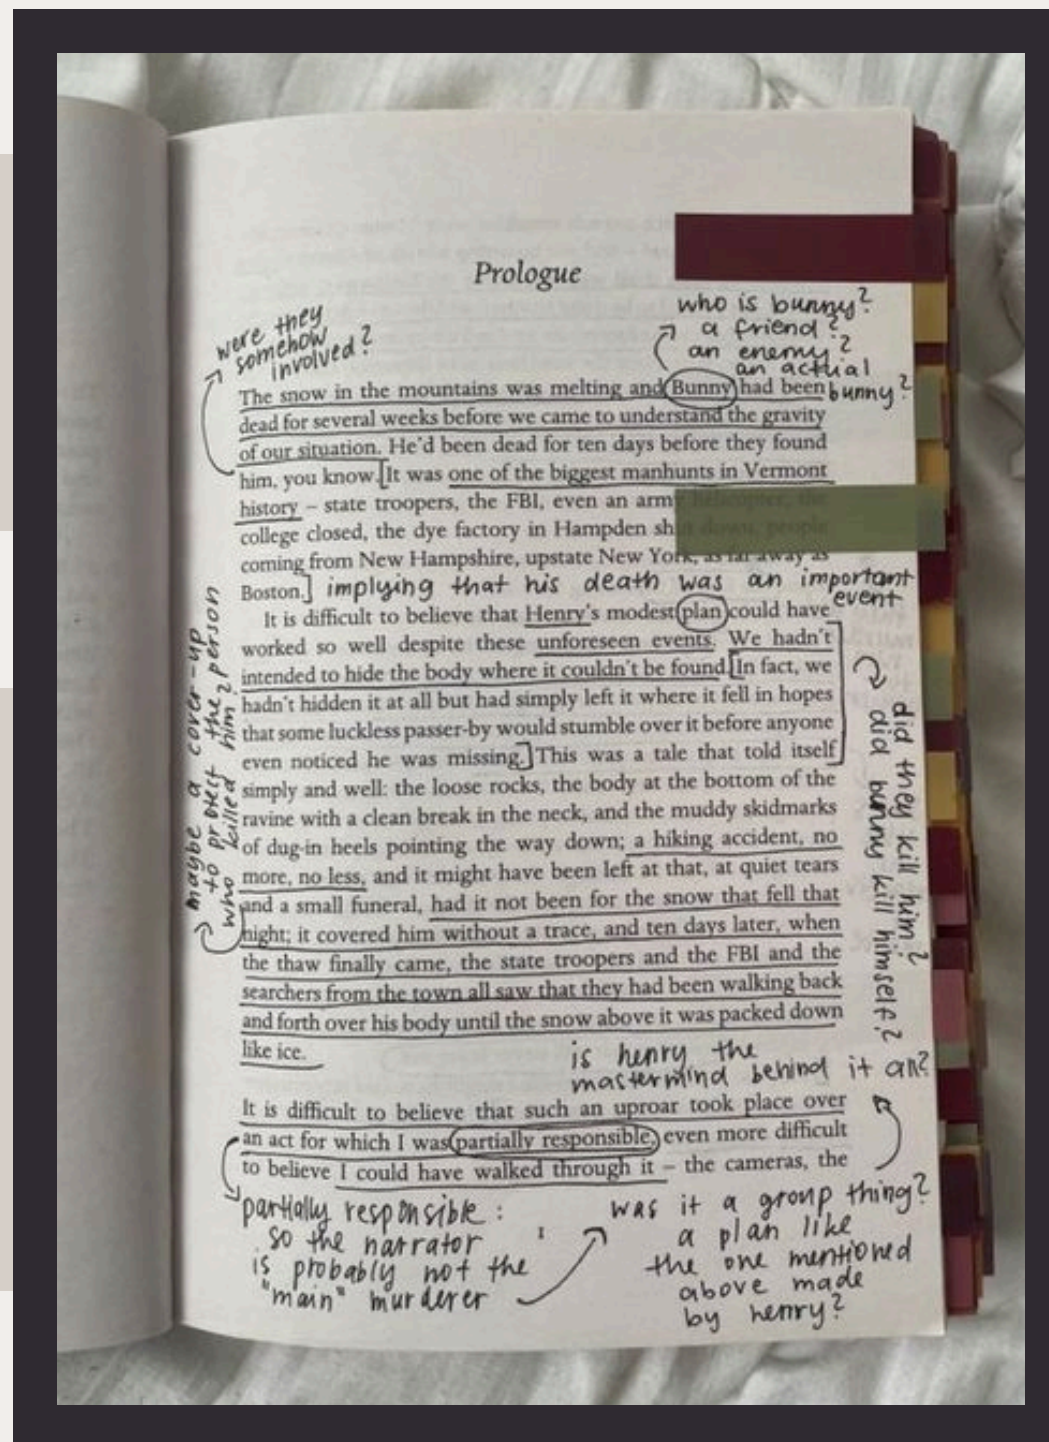 Prologue
were they
somehow
involved?
who is bunny?
a friend?
an enemy?
an actual
bunny?
The snow in the mountains was melting and Bunny had been
dead for several weeks before we came to understand the gravity
of our situation. He'd been dead for ten days before they found
him, you know. [It was one of the biggest manhunts in Vermont
history – state troopers, the FBI, even an army helicopter, the
college closed, the dye factory in Hampden shut down, people
coming from New Hampshire, upstate New York, as far away as
Boston.] implying that his death was an important
event
It is difficult to believe that Henry's modest plan could have
worked so well despite these unforeseen events. We hadn't
intended to hide the body where it couldn't be found. [In fact, we
hadn't hidden it at all but had simply left it where it fell in hopes
that some luckless passer-by would stumble over it before anyone
even noticed he was missing.] This was a tale that told itself
simply and well: the loose rocks, the body at the bottom of the
ravine with a clean break in the neck, and the muddy skidmarks
of dug-in heels pointing the way down; a hiking accident, no
more, no less, and it might have been left at that, at quiet tears
and a small funeral, had it not been for the snow that fell that
night; it covered him without a trace, and ten days later, when
the thaw finally came, the state troopers and the FBI and the
searchers from the town all saw that they had been walking back
and forth over his body until the snow above it was packed down
like ice.
maybe a cover-up
to protect the person
who killed him?
did they kill him?
did bunny kill himself?
is henry the
mastermind behind it all?
It is difficult to believe that such an uproar took place over
an act for which I was partially responsible, even more difficult
to believe I could have walked through it – the cameras, the
partially responsible:
so the narrator
is probably not the
"main" murderer
was it a group thing?
a plan like
the one mentioned
above made
by henry?